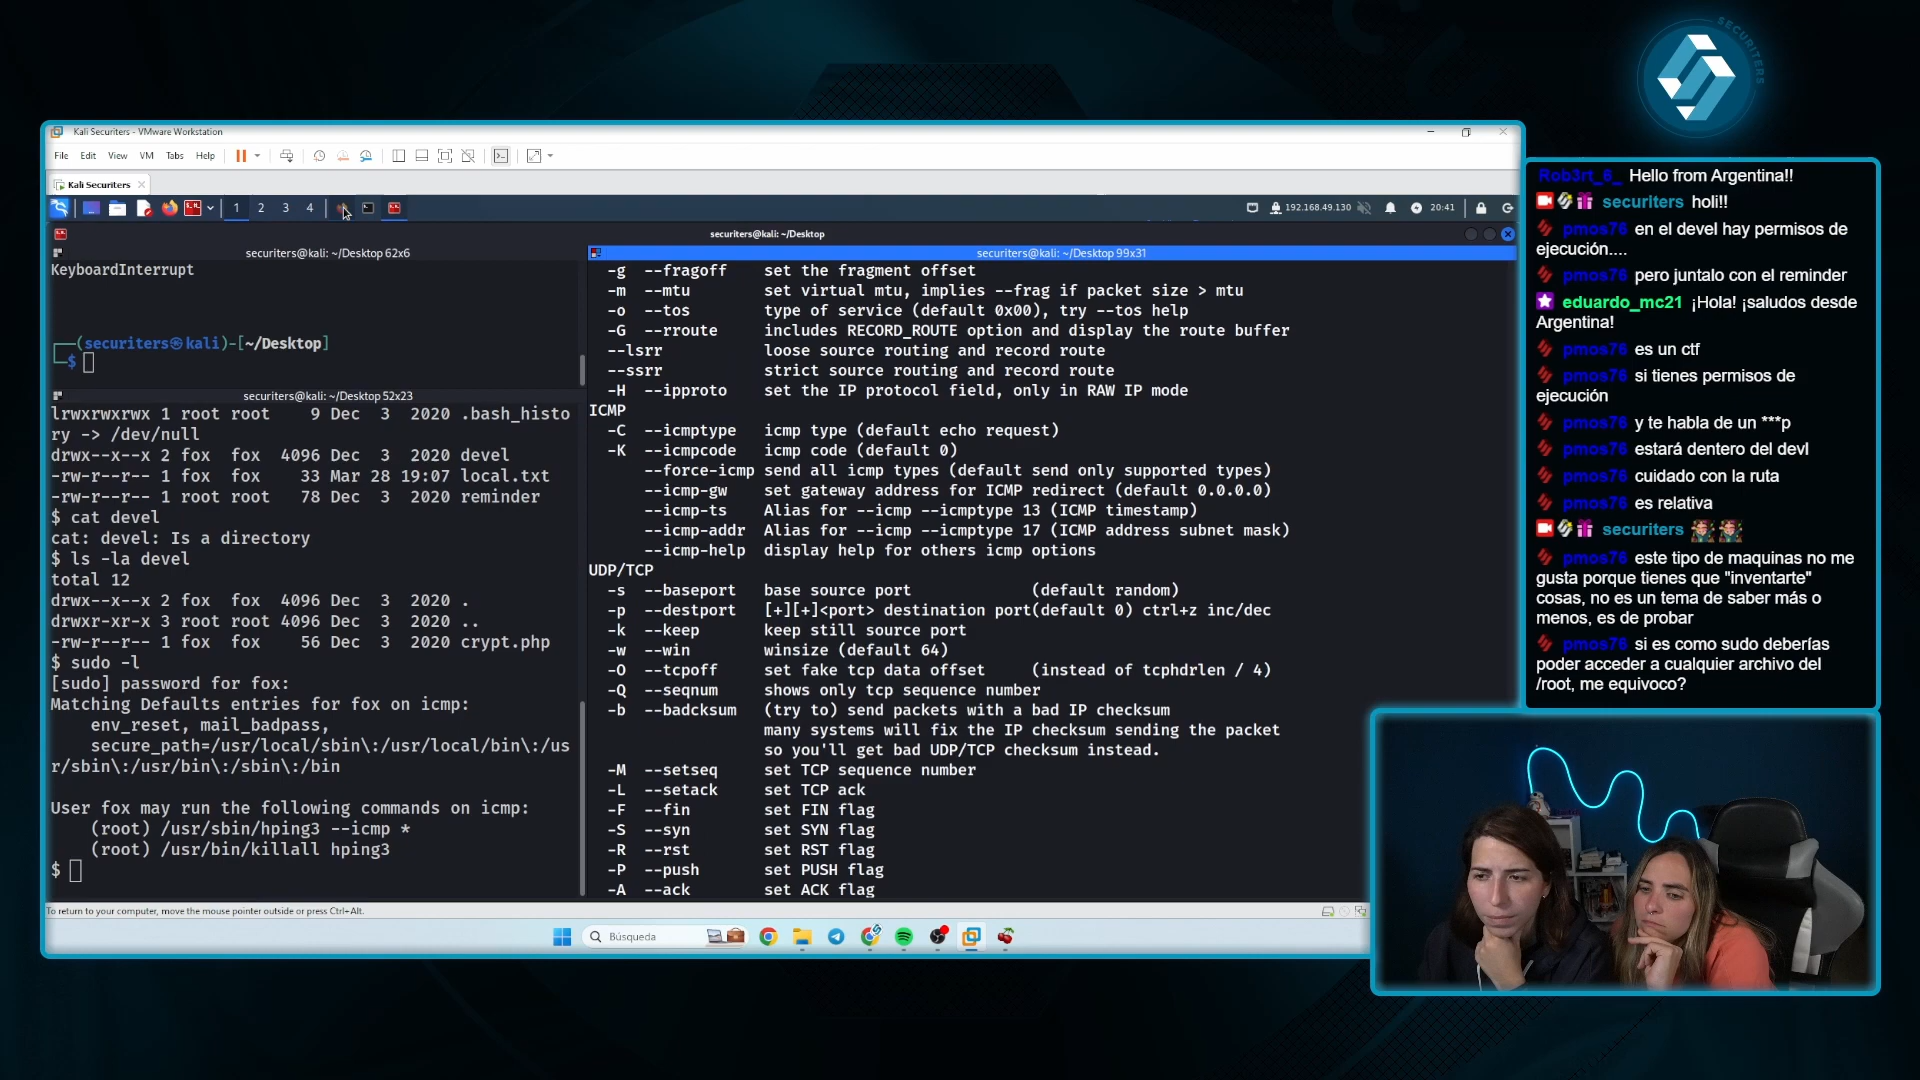 SECURITERS
Kali Securiters - VMware Workstation
File Edit View VM Tabs Help
Kali Securiters
1 2 3 4
192.168.49.130
20:41
securiters@kali: ~/Desktop
securiters@kali: ~/Desktop 62x6
KeyboardInterrupt
┌──(securiters㉿kali)-[~/Desktop]
└─$
securiters@kali: ~/Desktop 52x23
lrwxrwxrwx 1 root root    9 Dec  3  2020 .bash_histo
ry -> /dev/null
drwx--x--x 2 fox  fox  4096 Dec  3  2020 devel
-rw-r--r-- 1 fox  fox    33 Mar 28 19:07 local.txt
-rw-r--r-- 1 root root   78 Dec  3  2020 reminder
$ cat devel
cat: devel: Is a directory
$ ls -la devel
total 12
drwx--x--x 2 fox  fox  4096 Dec  3  2020 .
drwxr-xr-x 3 root root 4096 Dec  3  2020 ..
-rw-r--r-- 1 fox  fox    56 Dec  3  2020 crypt.php
$ sudo -l
[sudo] password for fox:
Matching Defaults entries for fox on icmp:
    env_reset, mail_badpass,
    secure_path=/usr/local/sbin\:/usr/local/bin\:/us
r/sbin\:/usr/bin\:/sbin\:/bin
User fox may run the following commands on icmp:
    (root) /usr/sbin/hping3 --icmp *
    (root) /usr/bin/killall hping3
$
securiters@kali: ~/Desktop 99x31
-g  --fragoff    set the fragment offset
-m  --mtu        set virtual mtu, implies --frag if packet size > mtu
-o  --tos        type of service (default 0x00), try --tos help
-G  --rroute     includes RECORD_ROUTE option and display the route buffer
--lsrr           loose source routing and record route
--ssrr           strict source routing and record route
-H  --ipproto    set the IP protocol field, only in RAW IP mode
ICMP
-C  --icmptype   icmp type (default echo request)
-K  --icmpcode   icmp code (default 0)
    --force-icmp send all icmp types (default send only supported types)
    --icmp-gw    set gateway address for ICMP redirect (default 0.0.0.0)
    --icmp-ts    Alias for --icmp --icmptype 13 (ICMP timestamp)
    --icmp-addr  Alias for --icmp --icmptype 17 (ICMP address subnet mask)
    --icmp-help  display help for others icmp options
UDP/TCP
-s  --baseport   base source port             (default random)
-p  --destport   [+][+]<port> destination port(default 0) ctrl+z inc/dec
-k  --keep       keep still source port
-w  --win        winsize (default 64)
-O  --tcpoff     set fake tcp data offset     (instead of tcphdrlen / 4)
-Q  --seqnum     shows only tcp sequence number
-b  --badcksum   (try to) send packets with a bad IP checksum
                 many systems will fix the IP checksum sending the packet
                 so you'll get bad UDP/TCP checksum instead.
-M  --setseq     set TCP sequence number
-L  --setack     set TCP ack
-F  --fin        set FIN flag
-S  --syn        set SYN flag
-R  --rst        set RST flag
-P  --push       set PUSH flag
-A  --ack        set ACK flag
To return to your computer, move the mouse pointer outside or press Ctrl+Alt.
Búsqueda
Rob3rt_6_ Hello from Argentina!!
securiters holi!!
pmos76 en el devel hay permisos de
ejecución....
pmos76 pero juntalo con el reminder
eduardo_mc21 ¡Hola! ¡saludos desde
Argentina!
pmos76 es un ctf
pmos76 si tienes permisos de
ejecución
pmos76 y te habla de un ***p
pmos76 estará dentero del devl
pmos76 cuidado con la ruta
pmos76 es relativa
securiters
pmos76 este tipo de maquinas no me
gusta porque tienes que "inventarte"
cosas, no es un tema de saber más o
menos, es de probar
pmos76 si es como sudo deberías
poder acceder a cualquier archivo del
/root, me equivoco?